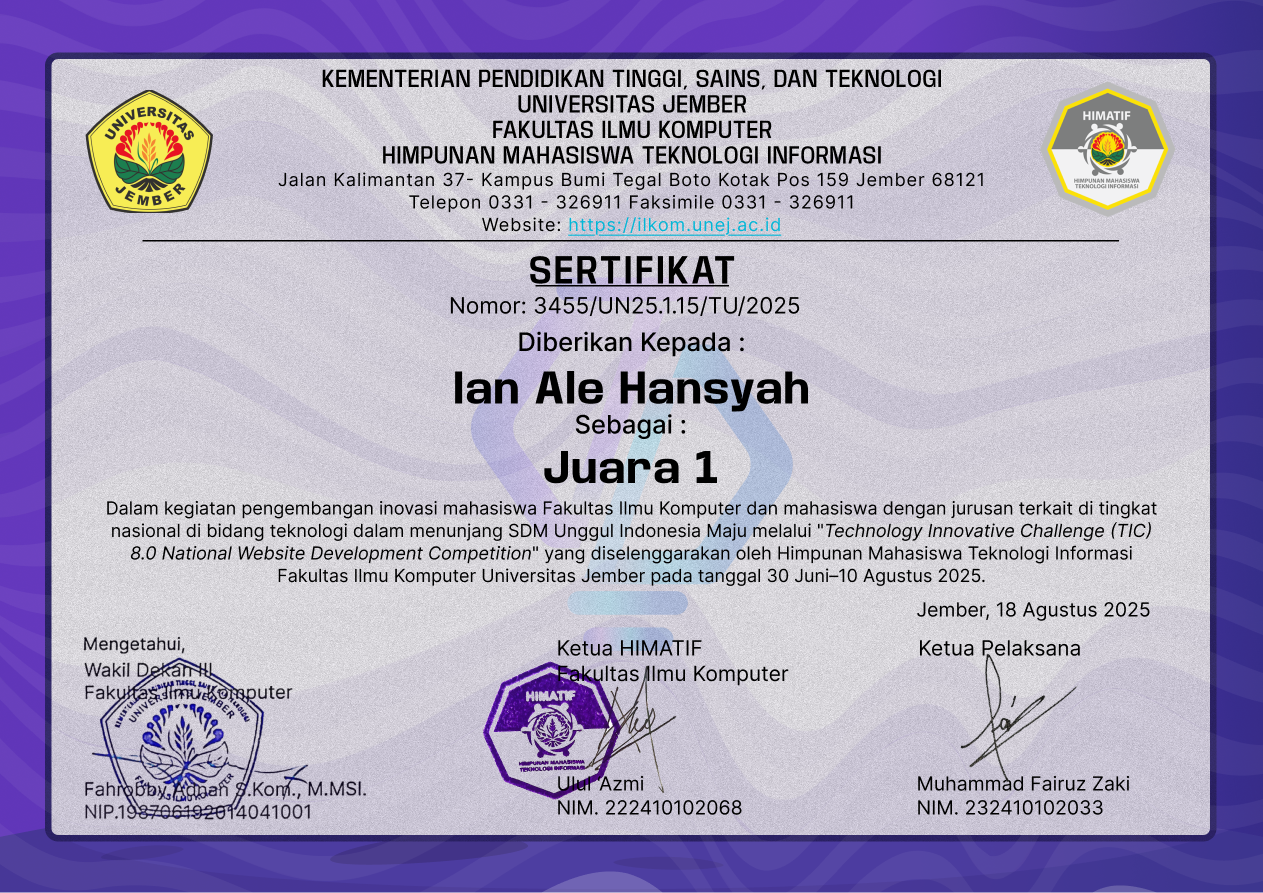 KEMENTERIAN PENDIDIKAN TINGGI, SAINS, DAN TEKNOLOGI
UNIVERSITAS JEMBER
FAKULTAS ILMU KOMPUTER
HIMPUNAN MAHASISWA TEKNOLOGI INFORMASI
Jalan Kalimantan 37- Kampus Bumi Tegal Boto Kotak Pos 159 Jember 68121
Telepon 0331 - 326911 Faksimile 0331 - 326911
Website: https://ilkom.unej.ac.id
UNIVERSITAS
JEMBER
HIMATIF
HIMPUNAN MAHASISWA
TEKNOLOGI INFORMASI
SERTIFIKAT
Nomor: 3455/UN25.1.15/TU/2025
Diberikan Kepada :
Ian Ale Hansyah
Sebagai :
Juara 1
Dalam kegiatan pengembangan inovasi mahasiswa Fakultas Ilmu Komputer dan mahasiswa dengan jurusan terkait di tingkat
nasional di bidang teknologi dalam menunjang SDM Unggul Indonesia Maju melalui "Technology Innovative Challenge (TIC)
8.0 National Website Development Competition" yang diselenggarakan oleh Himpunan Mahasiswa Teknologi Informasi
Fakultas Ilmu Komputer Universitas Jember pada tanggal 30 Juni–10 Agustus 2025.
Jember, 18 Agustus 2025
Mengetahui,
Wakil Dekan III
Fakultas Ilmu Komputer
UNIVERSITAS JEMBER
FAKULTAS ILMU KOMPUTER
Fahrobby Adnan S.Kom., M.MSI.
NIP.198706192014041001
Ketua HIMATIF
Fakultas Ilmu Komputer
HIMATIF
HIMPUNAN MAHASISWA
TEKNOLOGI INFORMASI
Ulul Azmi
NIM. 222410102068
Ketua Pelaksana
Muhammad Fairuz Zaki
NIM. 232410102033